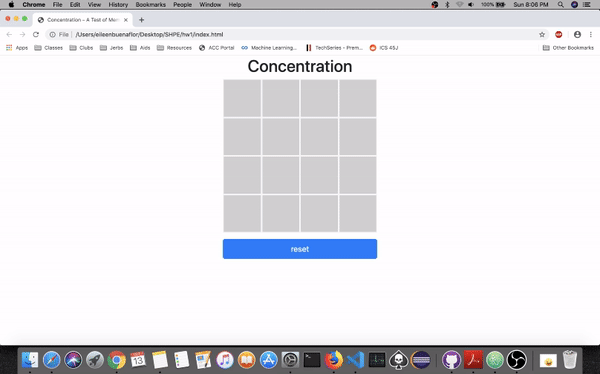 Chrome File Edit View History Bookmarks People Window Help 100% Sun 8:06 PM
Concentration - A Test of Mem
File | /Users/eileenbuenaflor/Desktop/SHPE/hw1/index.html
Apps Classes Clubs Jerbs Aids Resources ACC Portal Machine Learning... TechSeries – Prem... ICS 45J Other Bookmarks
Concentration
reset